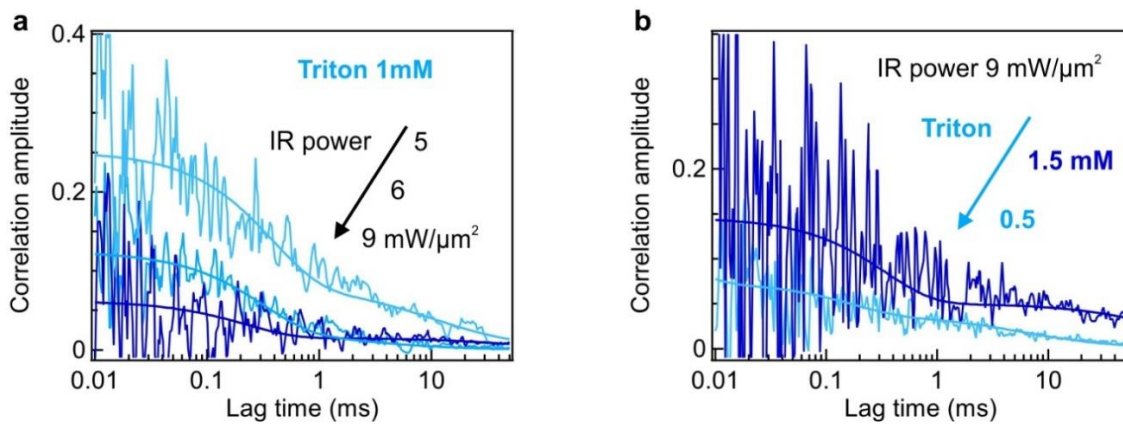 a
0.4
Triton 1mM
IR power
5
6
9 mW/µm²
0.2
0
Correlation amplitude
0.01
0.1
1
10
Lag time (ms)
b
IR power 9 mW/µm²
Triton
1.5 mM
0.5
0.2
0
Correlation amplitude
0.01
0.1
1
10
Lag time (ms)